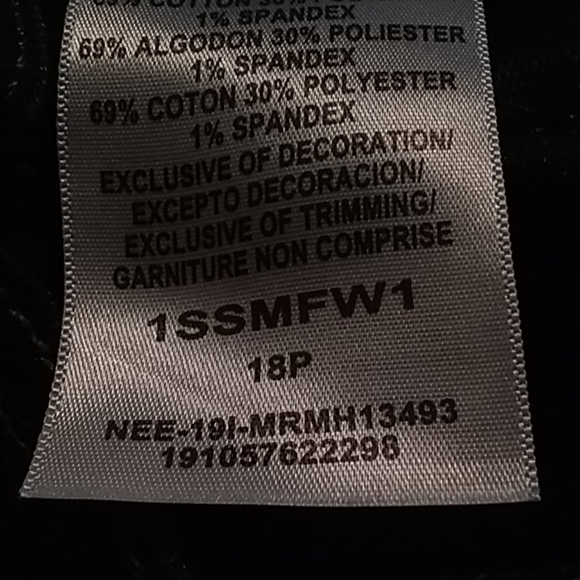 COTTON
1% SPANDEX
69% ALGODON 30% POLIESTER
1% SPANDEX
69% COTON 30% POLYESTER
1% SPANDEX
EXCLUSIVE OF DECORATION/
EXCEPTO DECORACION/
EXCLUSIVE OF TRIMMING/
GARNITURE NON COMPRISE
1SSMFW1
18P
NEE-19I-MRMH13493
191057622298